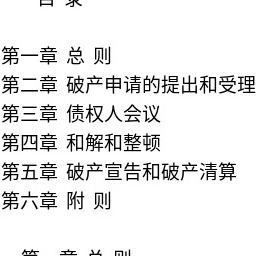 目 录
第一章 总 则
第二章 破产申请的提出和受理
第三章 债权人会议
第四章 和解和整顿
第五章 破产宣告和破产清算
第六章 附 则
第一章 总 则